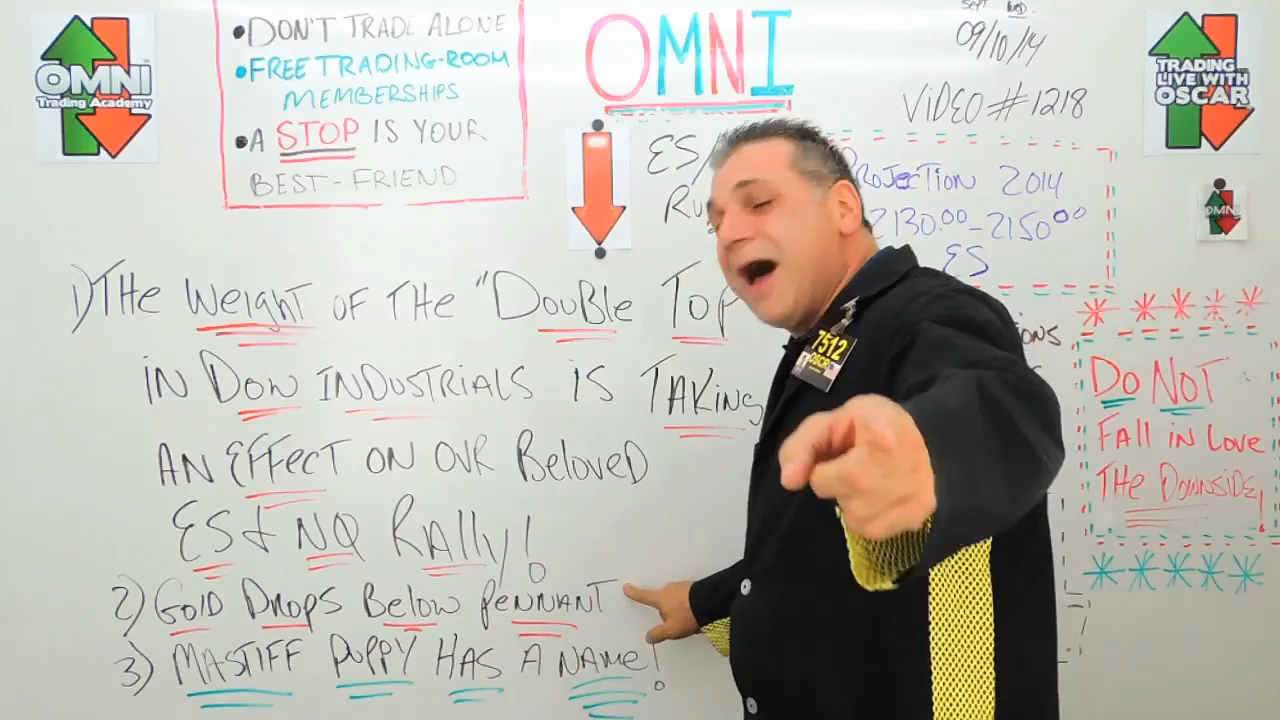 OMNI
Trading Academy
•DON'T TRADE ALONE
•FREE TRADING-ROOM
MEMBERSHIPS
•A STOP IS YOUR
BEST-FRIEND
OMNI
SEPT WED
09/10/14
VIDEO #1218
TRADING
LIVE WITH
OSCAR
OMNI
ES/
PROJECTION 2014
2130.00-2150.00
ES
1) THE WEIGHT OF THE "DOUBLE TOP
IN DOW INDUSTRIALS IS TAKING
AN EFFECT ON OUR BELOVED
ES & NQ RALLY!
2) GOLD DROPS BELOW PENNANT
3) MASTIFF PUPPY HAS A NAME!
7512
OSCAR
DO NOT
FALL IN LOVE
THE DOWNSIDE!